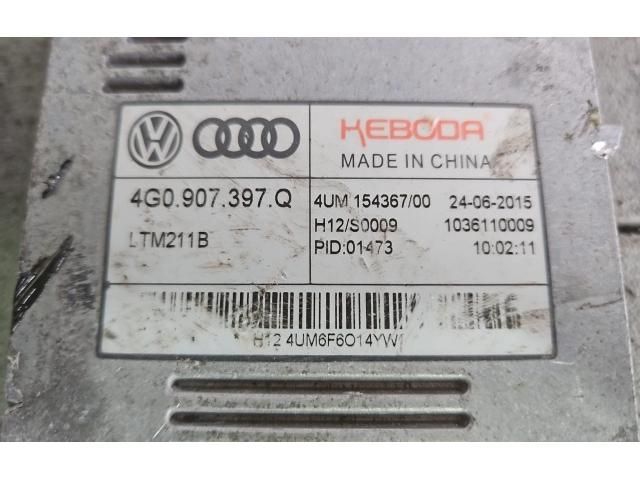 KEBODA
MADE IN CHINA
4G0.907.397.Q
LTM211B
4UM 154367/00 24-06-2015
H12/S0009 1036110009
PID:01473 10:02:11
H12 4UM6F6O14YW